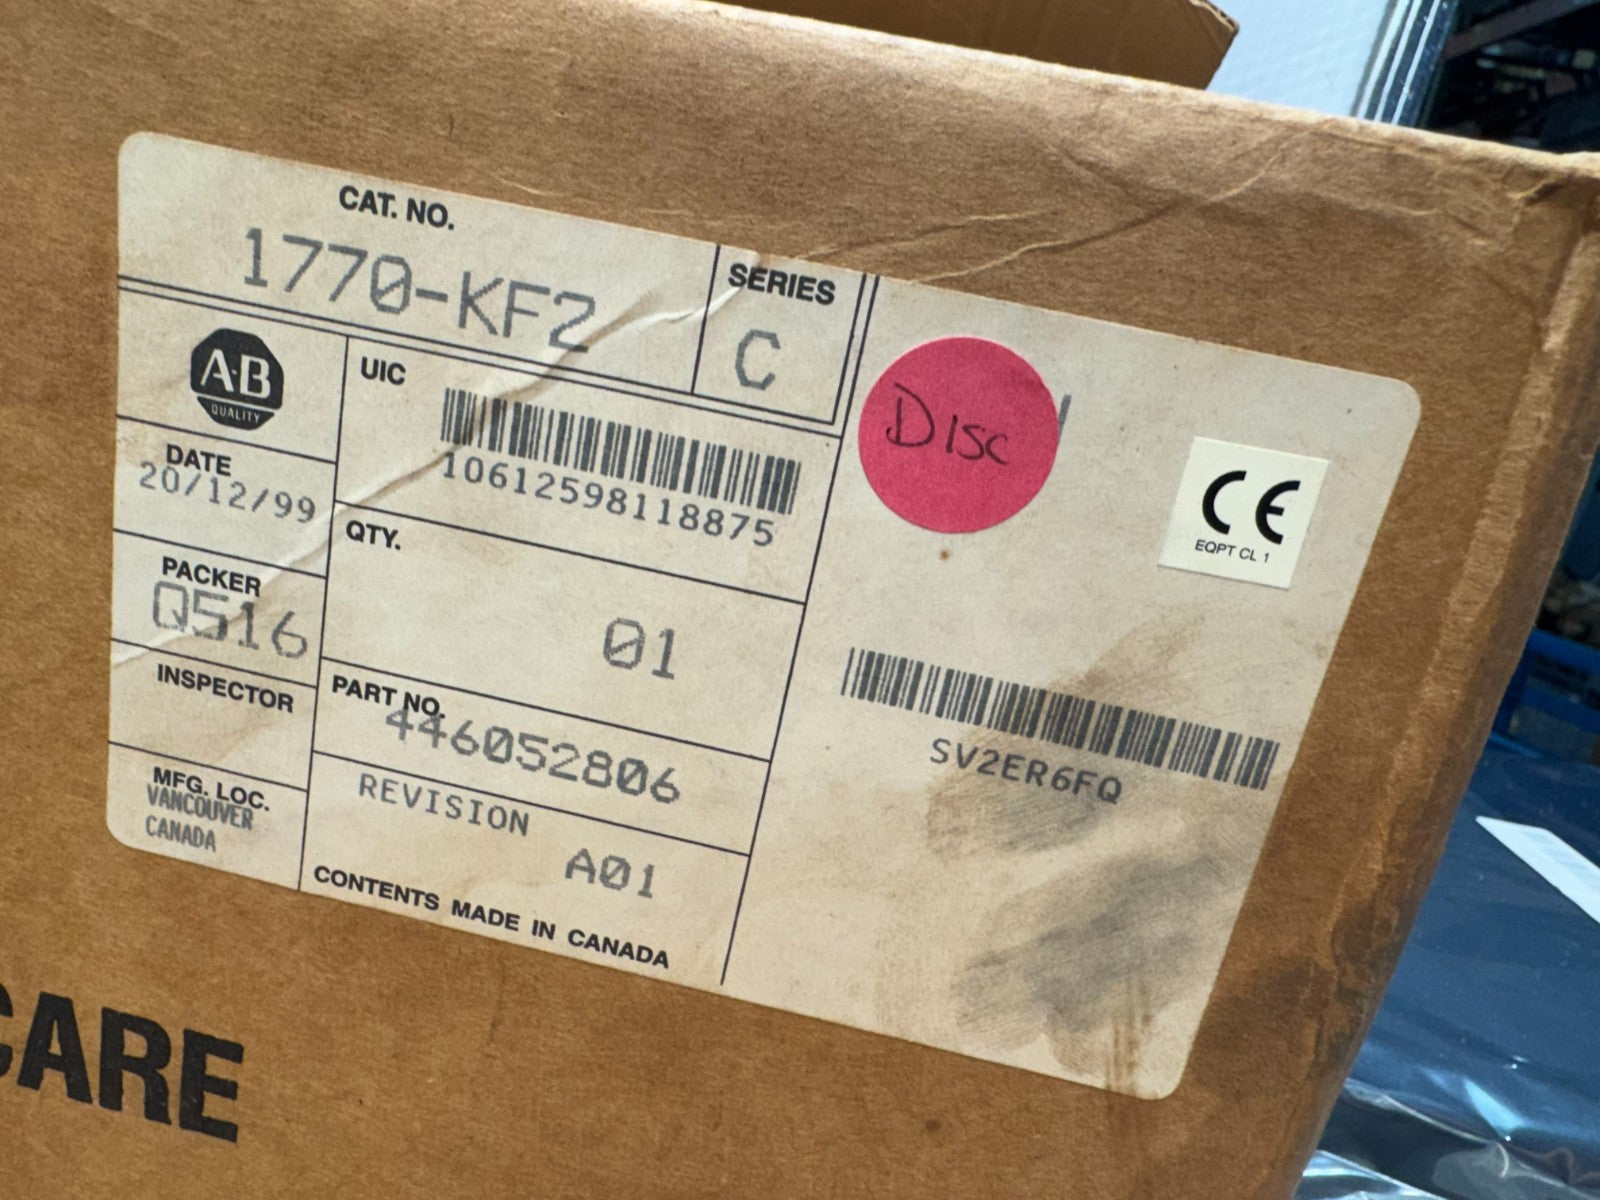 CAT. NO.
1770-KF2
SERIES
C
A·B
QUALITY
UIC
10612598118875
DATE
20/12/99
QTY.
01
PACKER
Q516
INSPECTOR
PART NO.
446052806
MFG. LOC.
VANCOUVER
CANADA
REVISION
A01
CONTENTS MADE IN CANADA
DISC
CE
EQPT CL 1
SV2ER6FQ
CARE